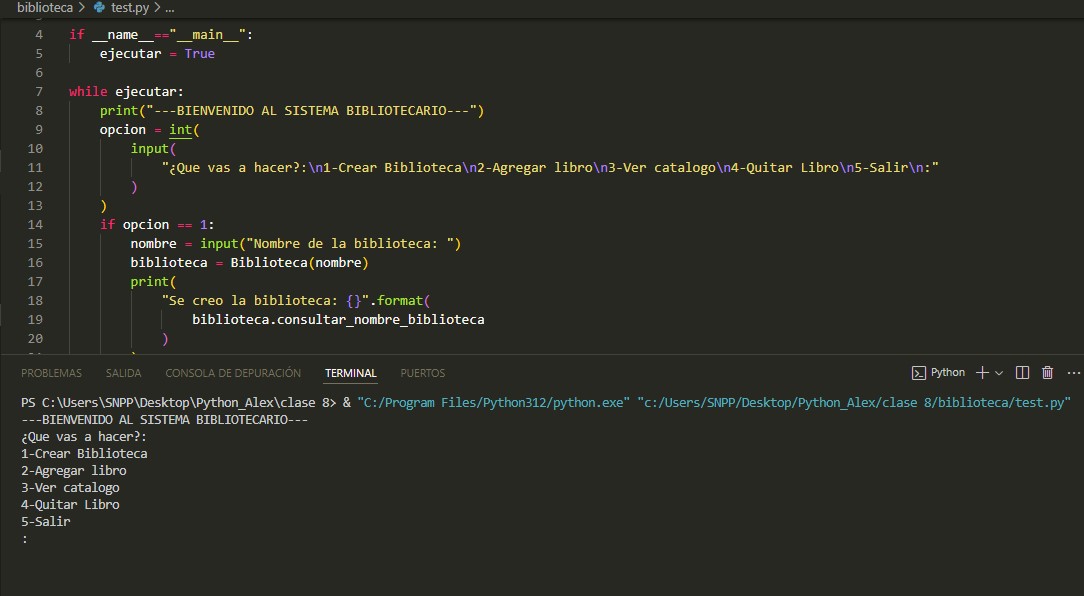 biblioteca > test.py > ...
4 if __name__=="__main__":
5 ejecutar = True
6
7 while ejecutar:
8 print("---BIENVENIDO AL SISTEMA BIBLIOTECARIO---")
9 opcion = int(
10 input(
11 "¿Que vas a hacer?:\n1-Crear Biblioteca\n2-Agregar libro\n3-Ver catalogo\n4-Quitar Libro\n5-Salir\n:"
12 )
13 )
14 if opcion == 1:
15 nombre = input("Nombre de la biblioteca: ")
16 biblioteca = Biblioteca(nombre)
17 print(
18 "Se creo la biblioteca: {}".format(
19 biblioteca.consultar_nombre_biblioteca
20 )
PROBLEMAS SALIDA CONSOLA DE DEPURACIÓN TERMINAL PUERTOS Python
PS C:\Users\SNPP\Desktop\Python_Alex\clase 8> & "C:/Program Files/Python312/python.exe" "c:/Users/SNPP/Desktop/Python_Alex/clase 8/biblioteca/test.py"
---BIENVENIDO AL SISTEMA BIBLIOTECARIO---
¿Que vas a hacer?:
1-Crear Biblioteca
2-Agregar libro
3-Ver catalogo
4-Quitar Libro
5-Salir
: